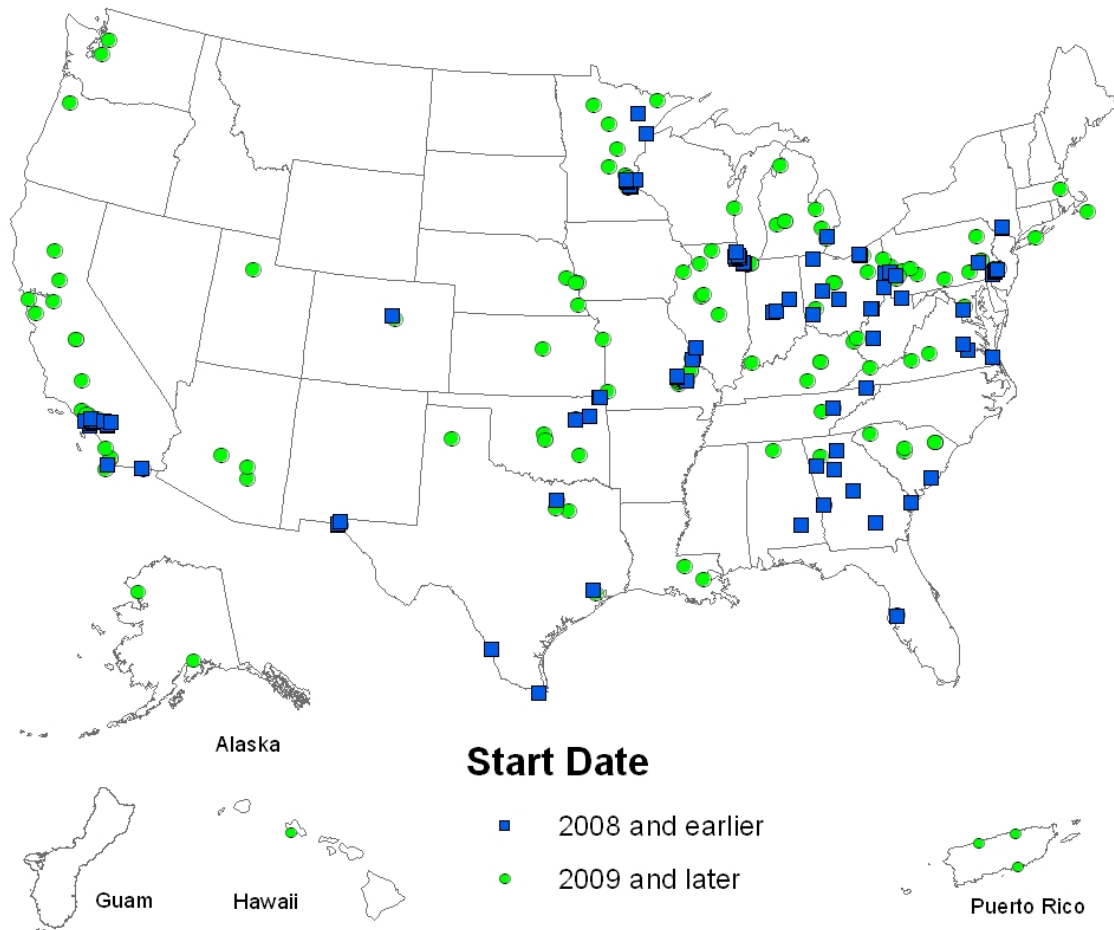 Alaska
Start Date
2008 and earlier
2009 and later
Guam
Hawaii
Puerto Rico